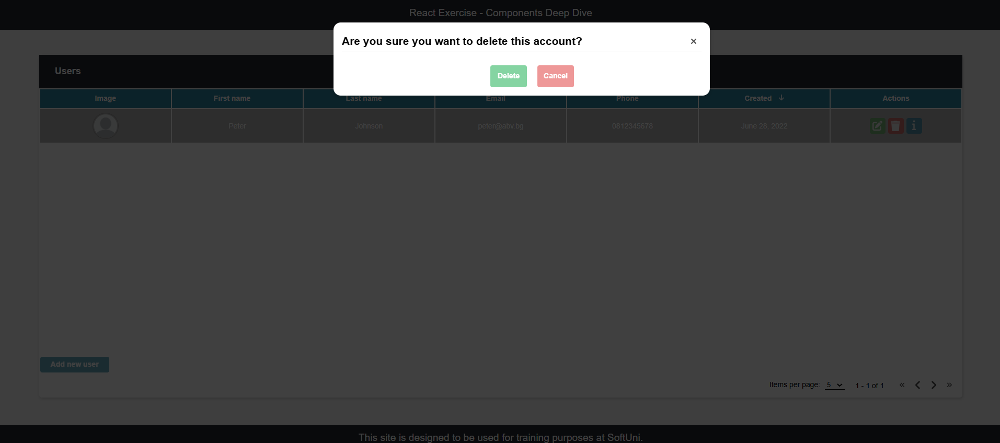 React Exercise - Components Deep Dive
Are you sure you want to delete this account? ×
Delete Cancel
Users
Image First name Last name Email Phone Created ↓ Actions
Peter Johnson peter@abv.bg 0812345678 June 28, 2022
Add new user
Items per page: 5 1 - 1 of 1
This site is designed to be used for training purposes at SoftUni.